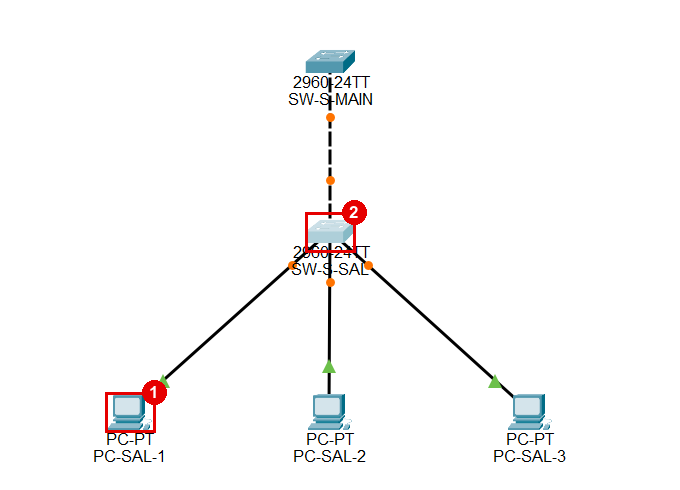 2960-24TT
SW-S-MAIN
2
2960-24TT
SW-S-SAL
1
PC-PT
PC-SAL-1
PC-PT
PC-SAL-2
PC-PT
PC-SAL-3